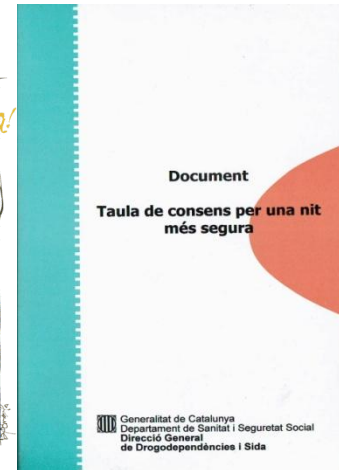 Document
Taula de consens per una nit
més segura
Generalitat de Catalunya
Departament de Sanitat i Seguretat Social
Direcció General
de Drogodependències i Sida